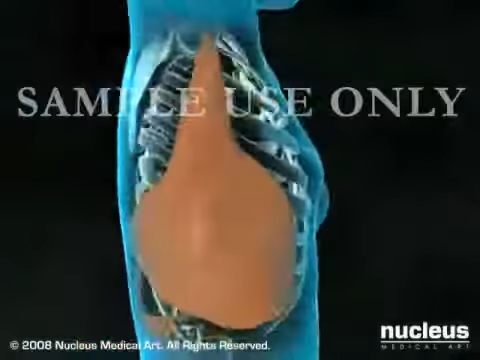 SAMPLE USE ONLY
© 2008 Nucleus Medical Art. All Rights Reserved.
nucleus
MEDICAL ART